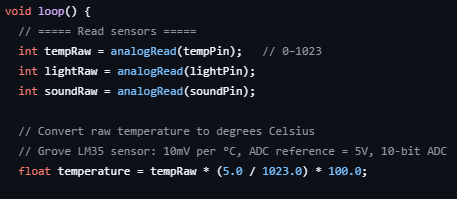 void loop() {
// ===== Read sensors =====
int tempRaw = analogRead(tempPin);   // 0–1023
int lightRaw = analogRead(lightPin);
int soundRaw = analogRead(soundPin);
// Convert raw temperature to degrees Celsius
// Grove LM35 sensor: 10mV per °C, ADC reference = 5V, 10-bit ADC
float temperature = tempRaw * (5.0 / 1023.0) * 100.0;